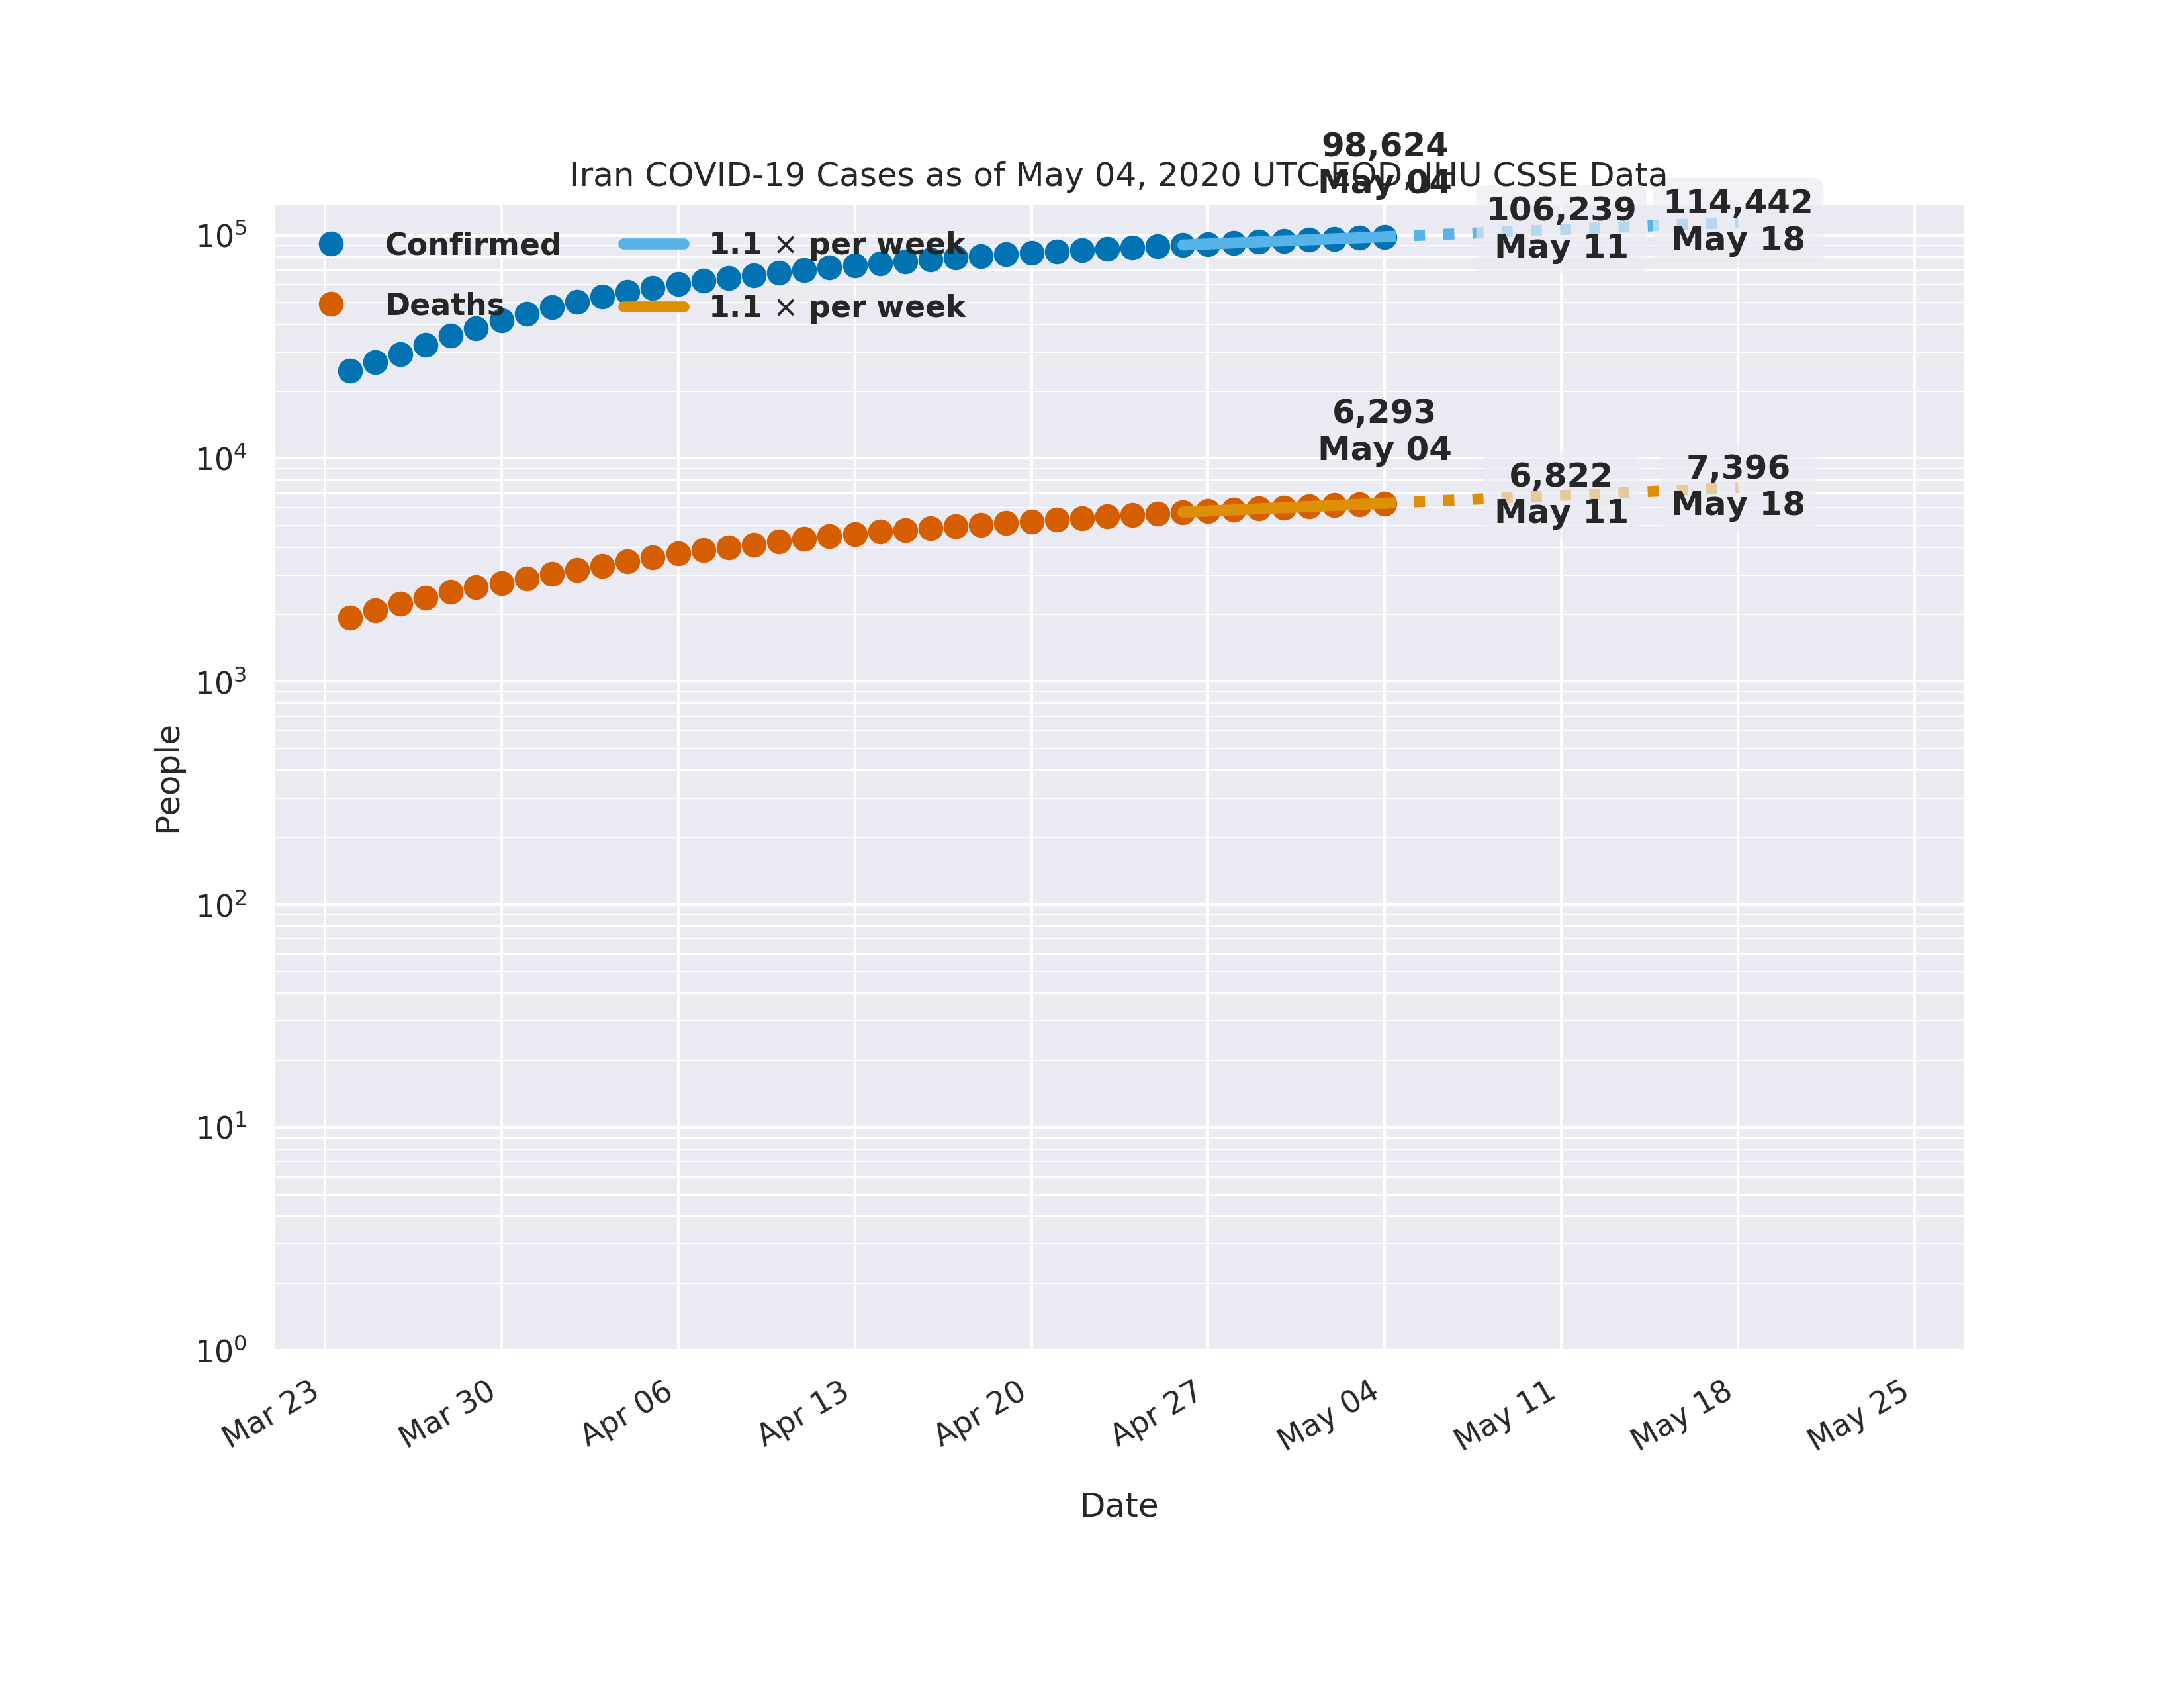 98,624
May 04
Iran COVID-19 Cases as of May 04, 2020 UTC EOD, JHU CSSE Data
106,239
May 11
114,442
May 18
Confirmed
1.1 × per week
Deaths
1.1 × per week
6,293
May 04
6,822
May 11
7,396
May 18
10⁵
10⁴
10³
10²
10¹
10⁰
People
Mar 23
Mar 30
Apr 06
Apr 13
Apr 20
Apr 27
May 04
May 11
May 18
May 25
Date